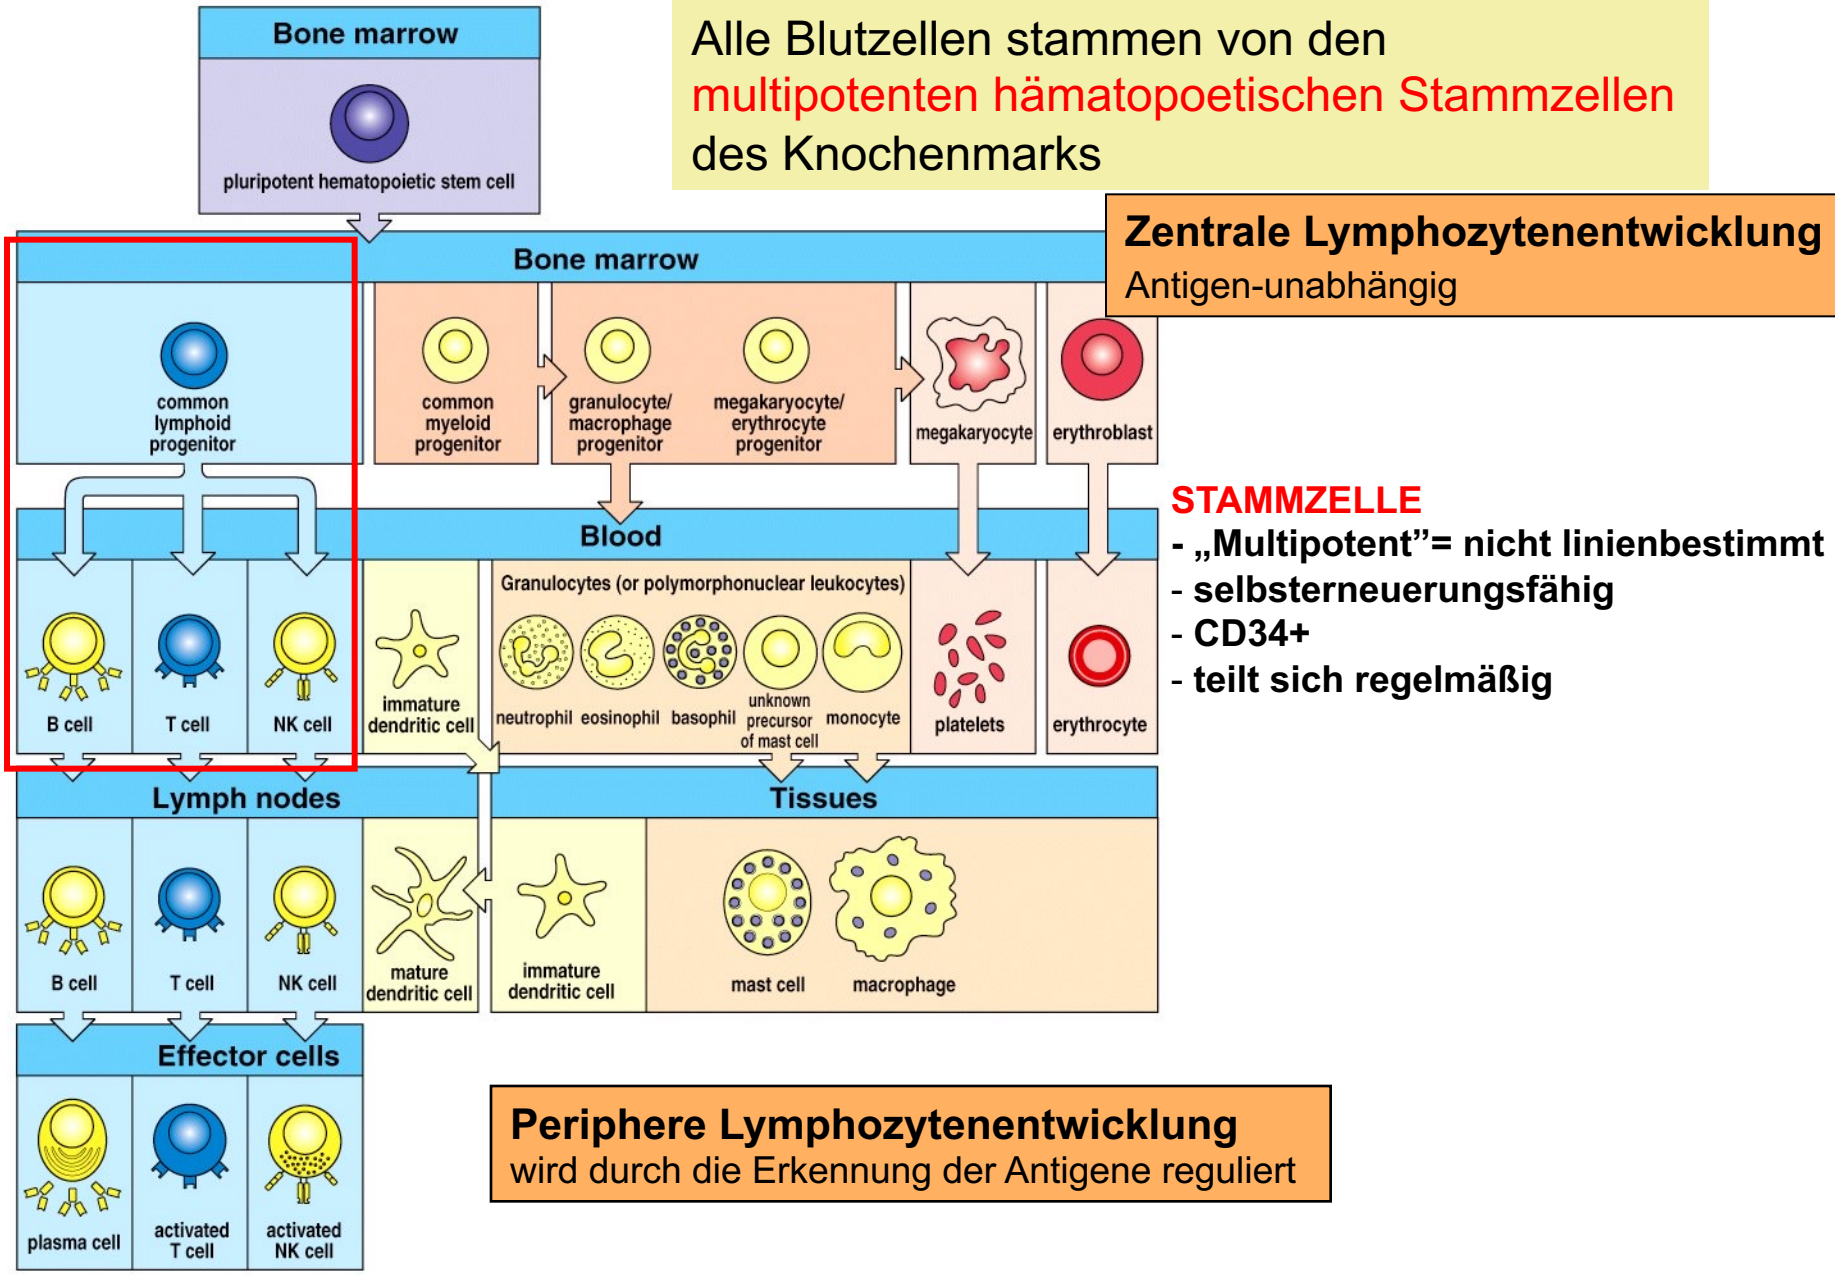 Bone marrow
pluripotent hematopoietic stem cell
Alle Blutzellen stammen von den
multipotenten hämatopoetischen Stammzellen
des Knochenmarks
Zentrale Lymphozytenentwicklung
Antigen-unabhängig
Bone marrow
common
lymphoid
progenitor
common
myeloid
progenitor
granulocyte/
macrophage
progenitor
megakaryocyte/
erythrocyte
progenitor
megakaryocyte
erythroblast
STAMMZELLE
- „Multipotent”= nicht linienbestimmt
- selbsterneuerungsfähig
- CD34+
- teilt sich regelmäßig
Blood
Granulocytes (or polymorphonuclear leukocytes)
B cell
T cell
NK cell
immature
dendritic cell
neutrophil
eosinophil
basophil
unknown
precursor
of mast cell
monocyte
platelets
erythrocyte
Lymph nodes
Tissues
B cell
T cell
NK cell
mature
dendritic cell
immature
dendritic cell
mast cell
macrophage
Effector cells
plasma cell
activated
T cell
activated
NK cell
Periphere Lymphozytenentwicklung
wird durch die Erkennung der Antigene reguliert